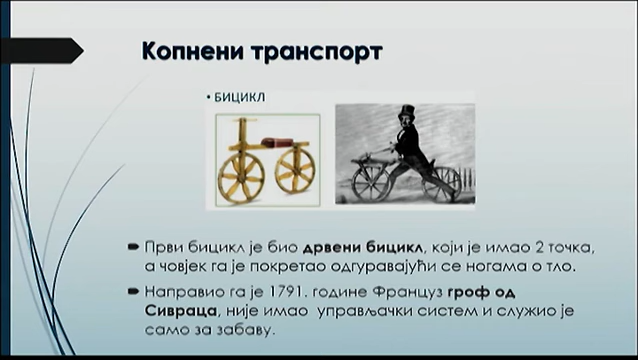 Копнени транспорт
• БИЦИКЛ
Први бицикл је био дрвени бицикл, који је имао 2 точка,
а човјек га је покретао одгуравајући се ногама о тло.
Направио га је 1791. године Француз гроф од
Сивраца, није имао управљачки систем и служио је
само за забаву.